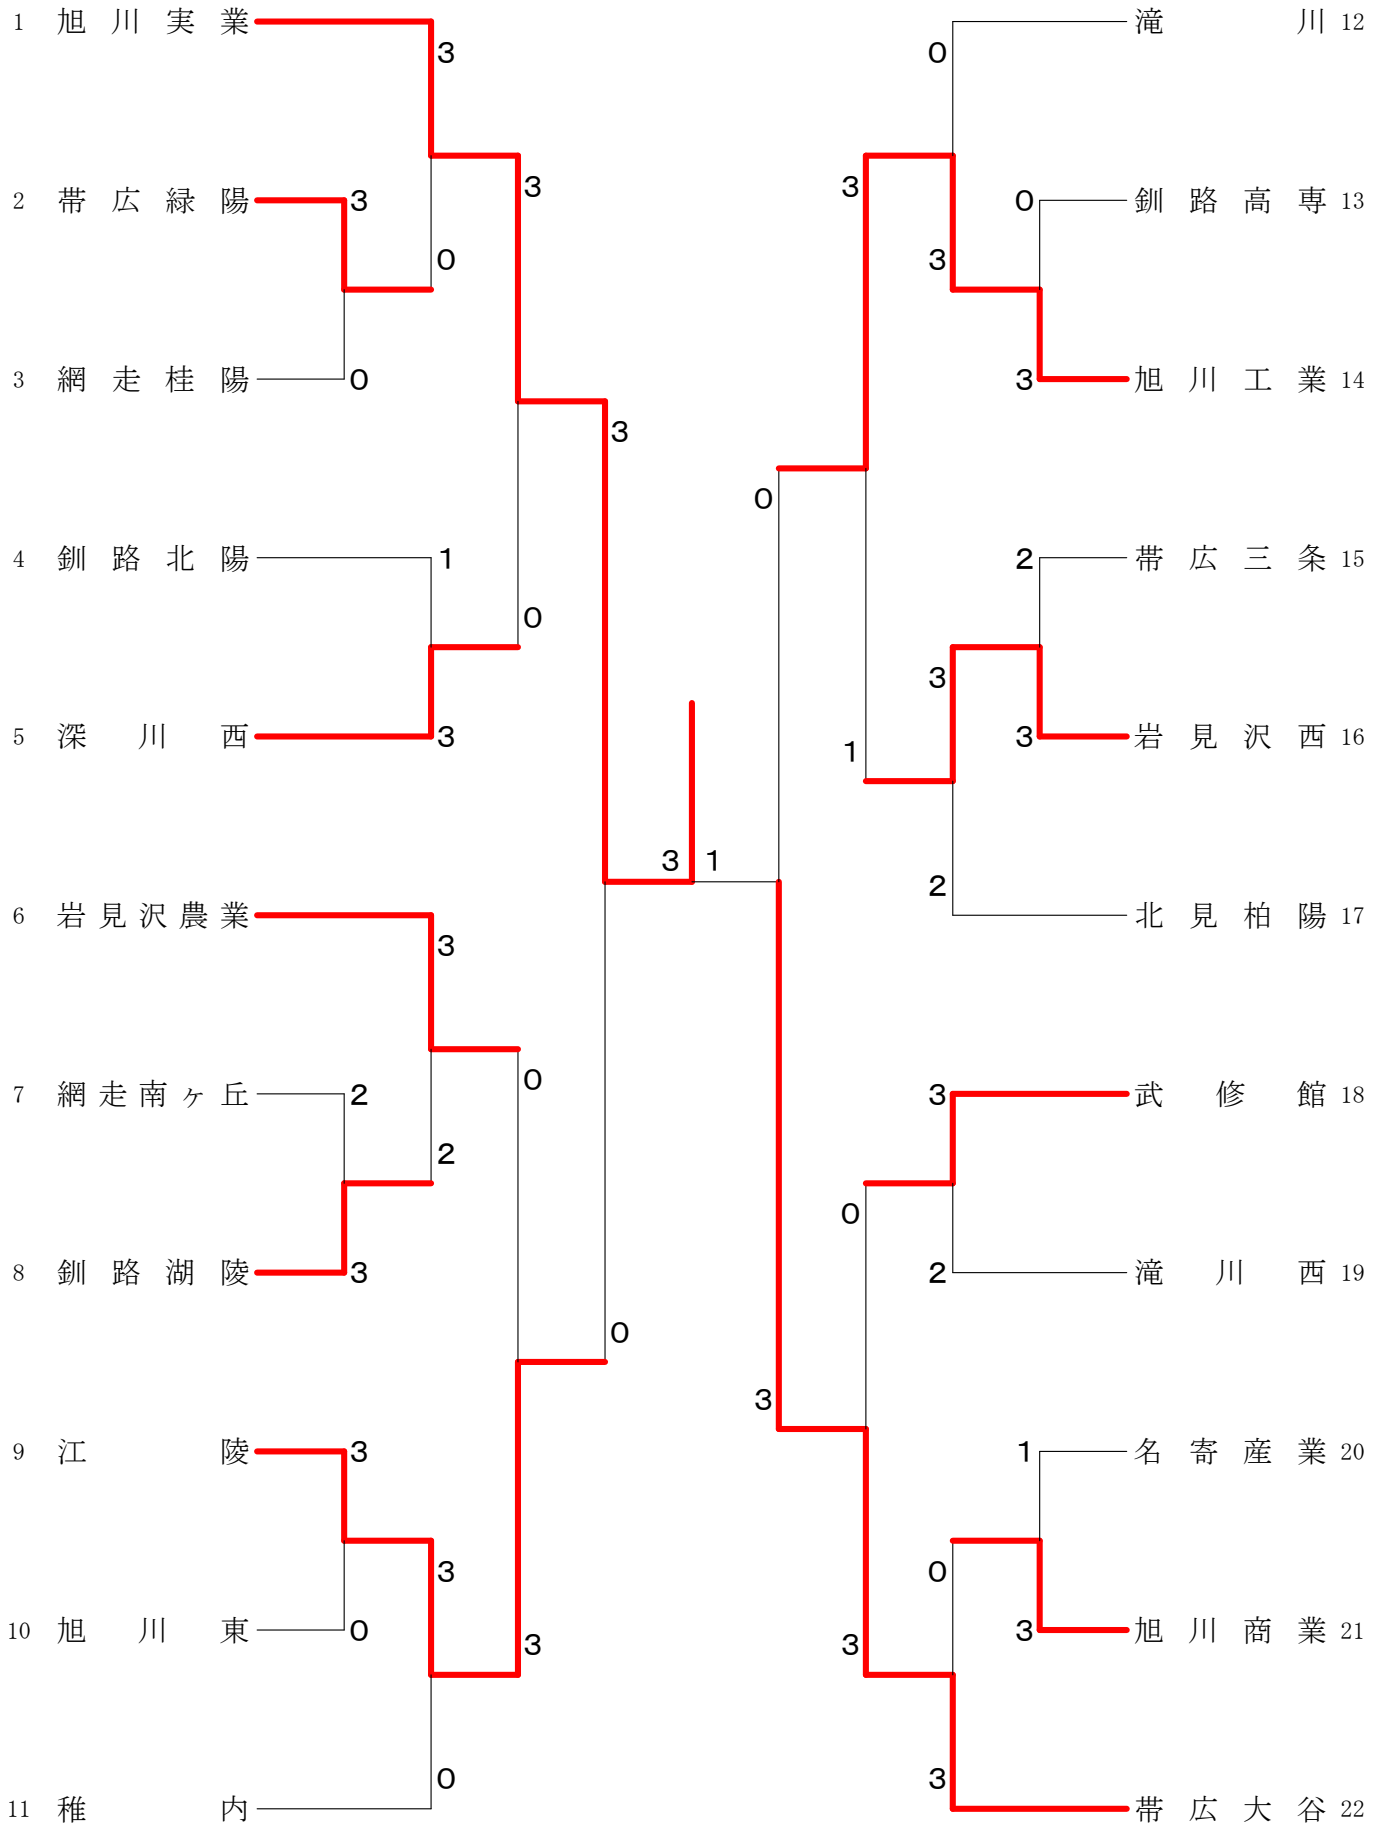 1 旭川実業
3
0
滝川 12
2 帯広緑陽
3
3
3
0
釧路高専 13
0
3
3 網走桂陽
0
3
旭川工業 14
3
0
4 釧路北陽
1
2
帯広三条 15
0
3
5 深川西
3
1
3
岩見沢西 16
3 1
2
6 岩見沢農業
3
北見柏陽 17
0
7 網走南ヶ丘
2
3
武修館 18
2
0
8 釧路湖陵
3
2
滝川西 19
0
3
9 江陵
3
1
名寄産業 20
3
0
10 旭川東
0
3
3
3
旭川商業 21
0
3
11 稚内
帯広大谷 22